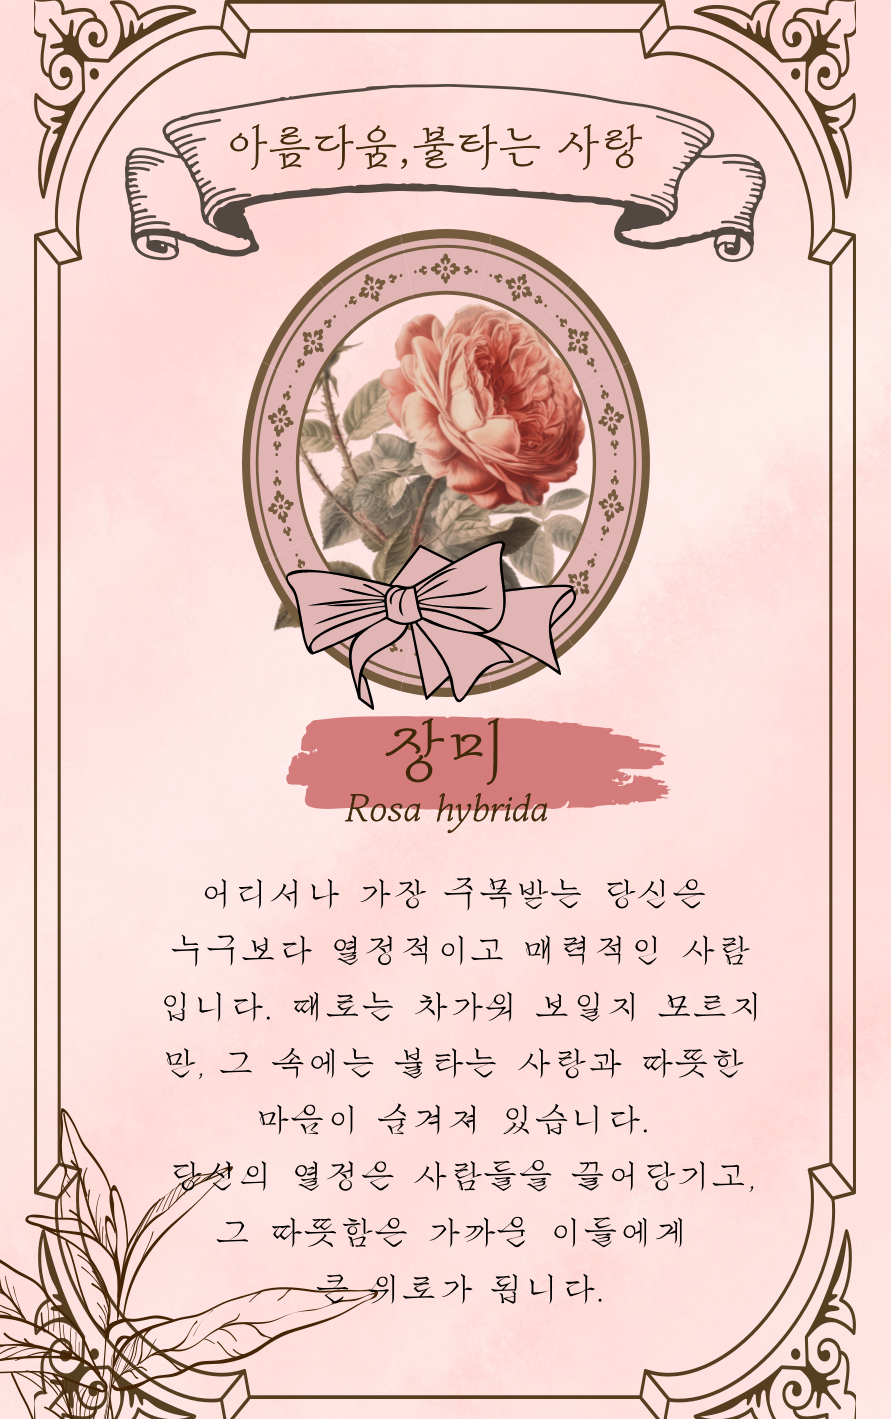 아름다움,불타는 사랑
장미
Rosa hybrida
어디서나 가장 주목받는 당신은
누구보다 열정적이고 매력적인 사람
입니다. 때로는 차가워 보일지 모르지
만, 그 속에는 불타는 사랑과 따뜻한
마음이 숨겨져 있습니다.
당신의 열정은 사람들을 끌어당기고,
그 따뜻함은 가까운 이들에게
큰 위로가 됩니다.